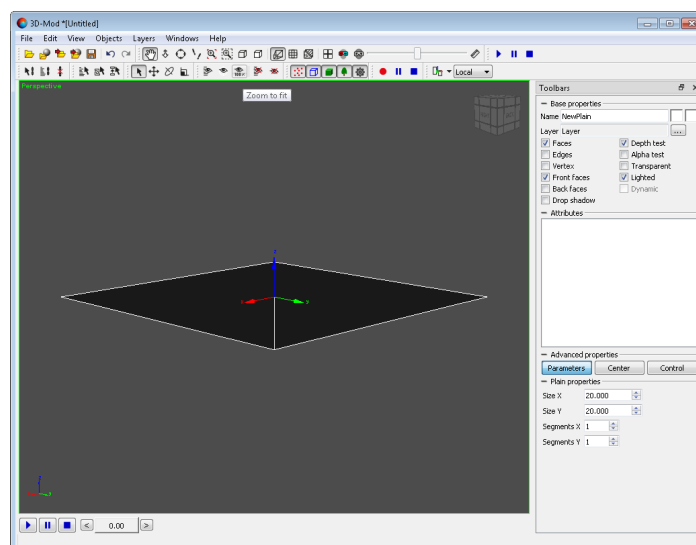 3D-Mod *[Untitled]
File Edit View Objects Layers Windows Help
Local
Perspective
Zoom to fit
Toolbars
Base properties
Name NewPlain
Layer Layer ...
Faces Depth test
Edges Alpha test
Vertex Transparent
Front faces Lighted
Back faces Dynamic
Drop shadow
Attributes
Advanced properties
Parameters Center Control
Plain properties
Size X 20.000
Size Y 20.000
Segments X 1
Segments Y 1
< 0.00 >